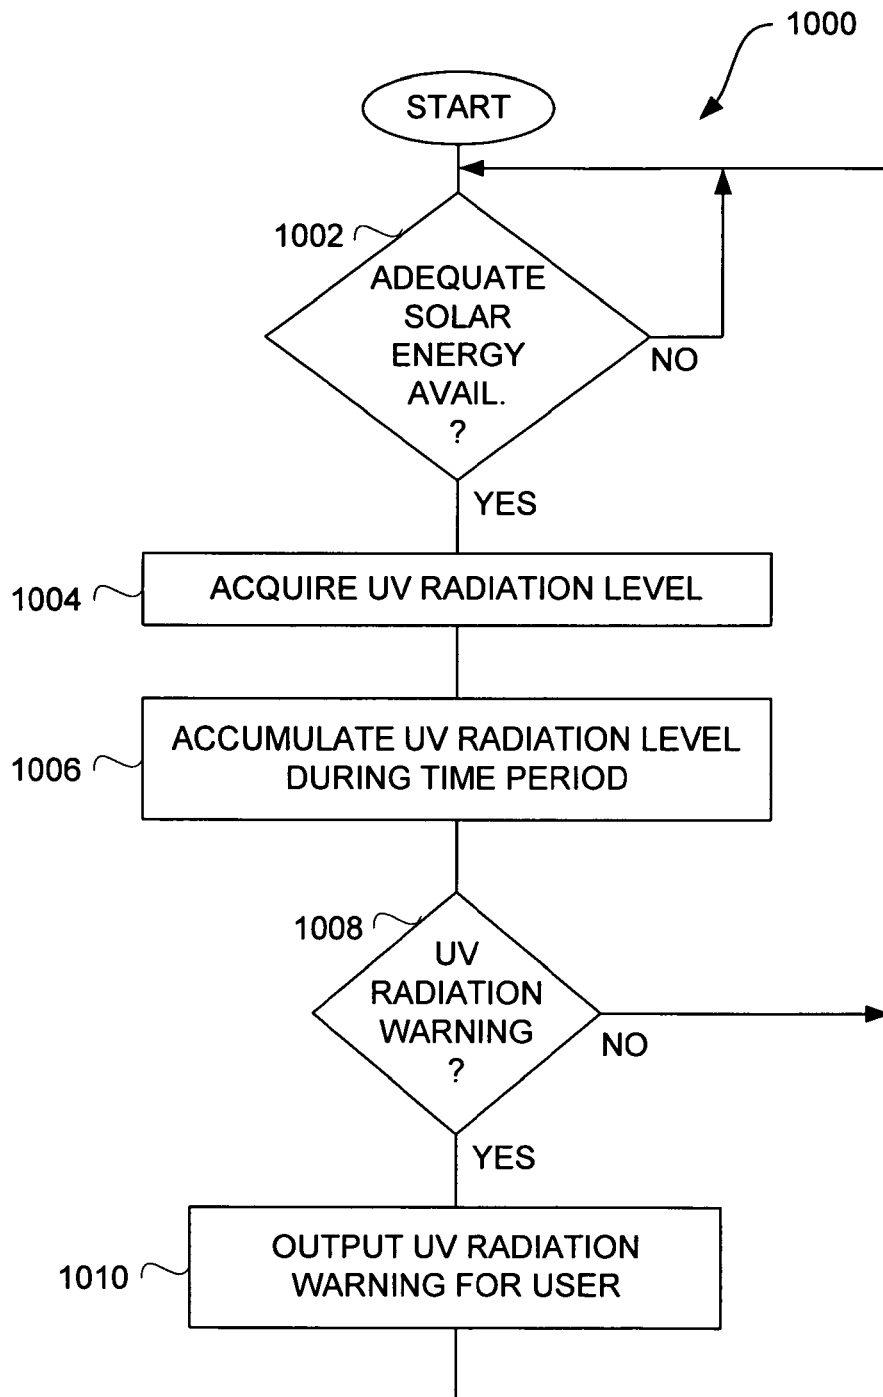 1000
START
1002
ADEQUATE
SOLAR
ENERGY
AVAIL.
?
NO
YES
1004
ACQUIRE UV RADIATION LEVEL
1006
ACCUMULATE UV RADIATION LEVEL
DURING TIME PERIOD
1008
UV
RADIATION
WARNING
?
NO
YES
1010
OUTPUT UV RADIATION
WARNING FOR USER